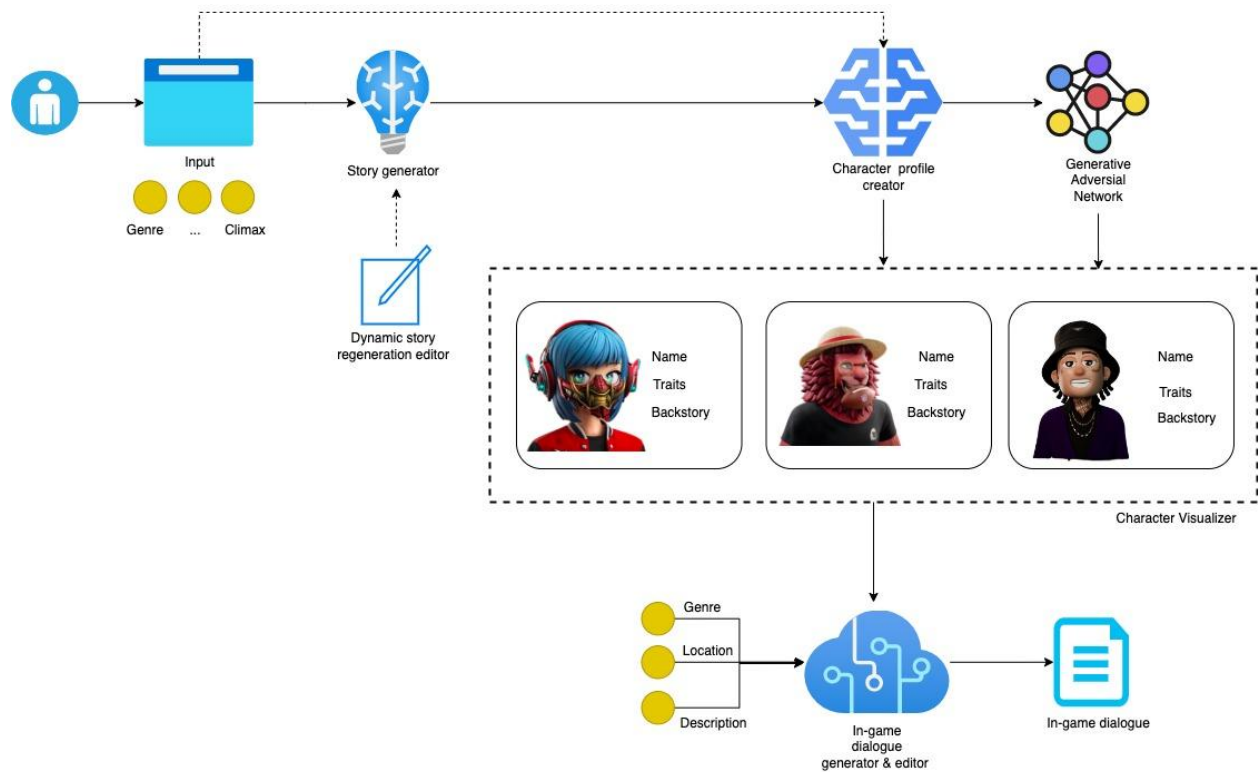 Input
Genre
...
Climax
Story generator
Dynamic story
regeneration editor
Character profile
creator
Generative
Adversial
Network
Name
Traits
Backstory
Name
Traits
Backstory
Name
Traits
Backstory
Character Visualizer
Genre
Location
Description
In-game
dialogue
generator & editor
In-game dialogue